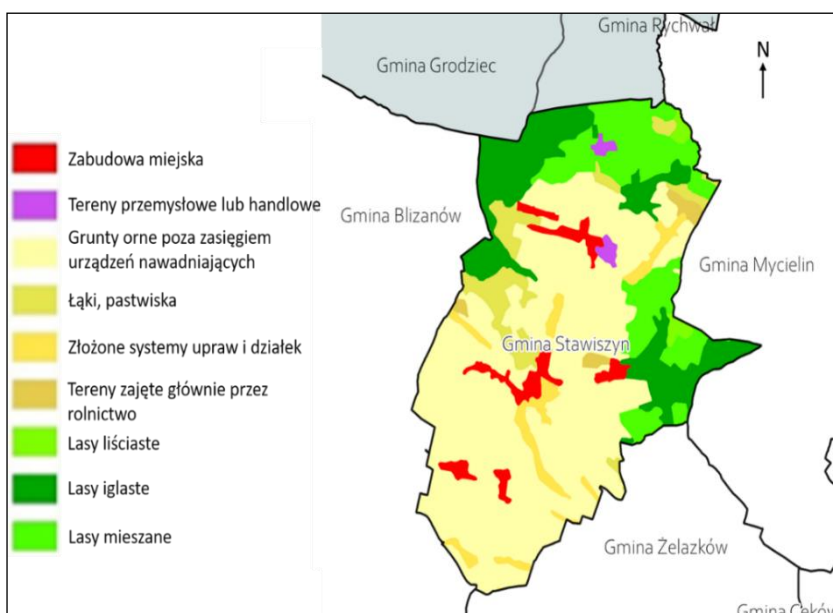 Gmina Rychwał
Gmina Grodziec
N
Zabudowa miejska
Tereny przemysłowe lub handlowe
Grunty orne poza zasięgiem
urządzeń nawadniających
Łąki, pastwiska
Złożone systemy upraw i działek
Tereny zajęte głównie przez
rolnictwo
Lasy liściaste
Lasy iglaste
Lasy mieszane
Gmina Blizanów
Gmina Mycielin
Gmina Stawiszyn
Gmina Żelazków
Gmina Ceków